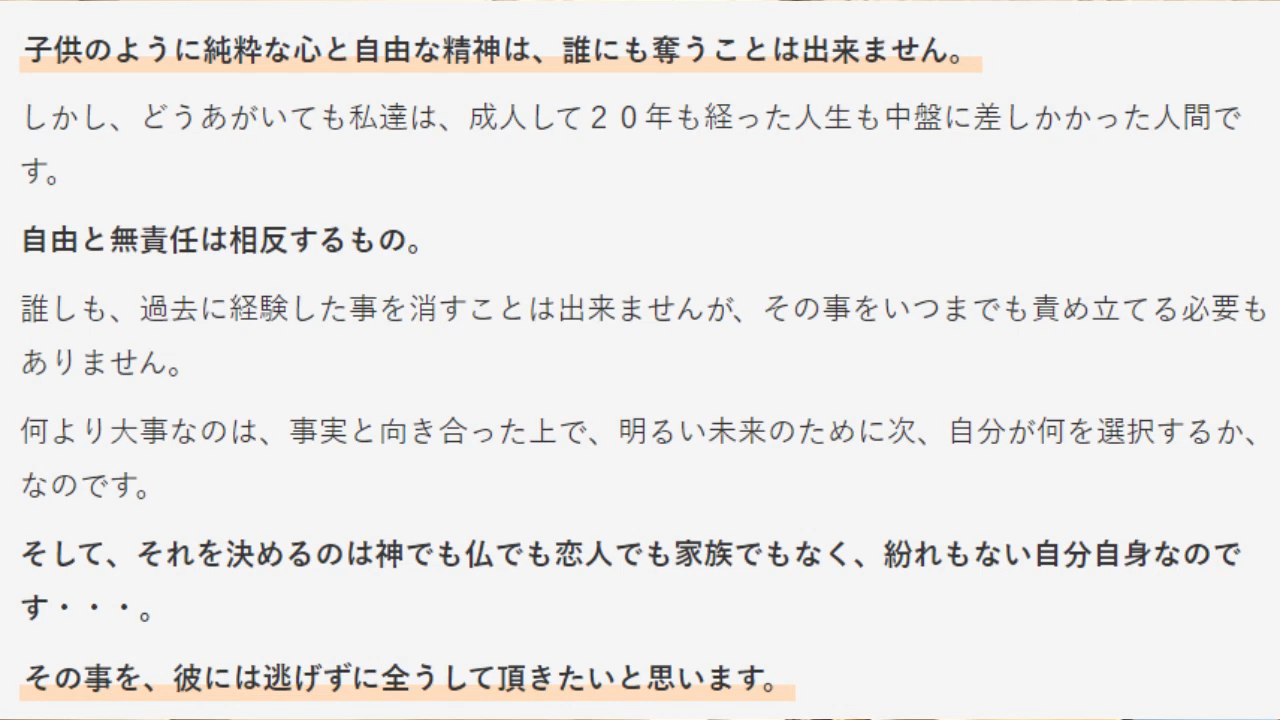 子供のように純粋な心と自由な精神は、誰にも奪うことは出来ません。
しかし、どうあがいても私達は、成人して２０年も経った人生も中盤に差しかかった人間で
す。
自由と無責任は相反するもの。
誰しも、過去に経験した事を消すことは出来ませんが、その事をいつまでも責め立てる必要も
ありません。
何より大事なのは、事実と向き合った上で、明るい未来のために次、自分が何を選択するか、
なのです。
そして、それを決めるのは神でも仏でも恋人でも家族でもなく、紛れもない自分自身なので
す・・・。
その事を、彼には逃げずに全うして頂きたいと思います。